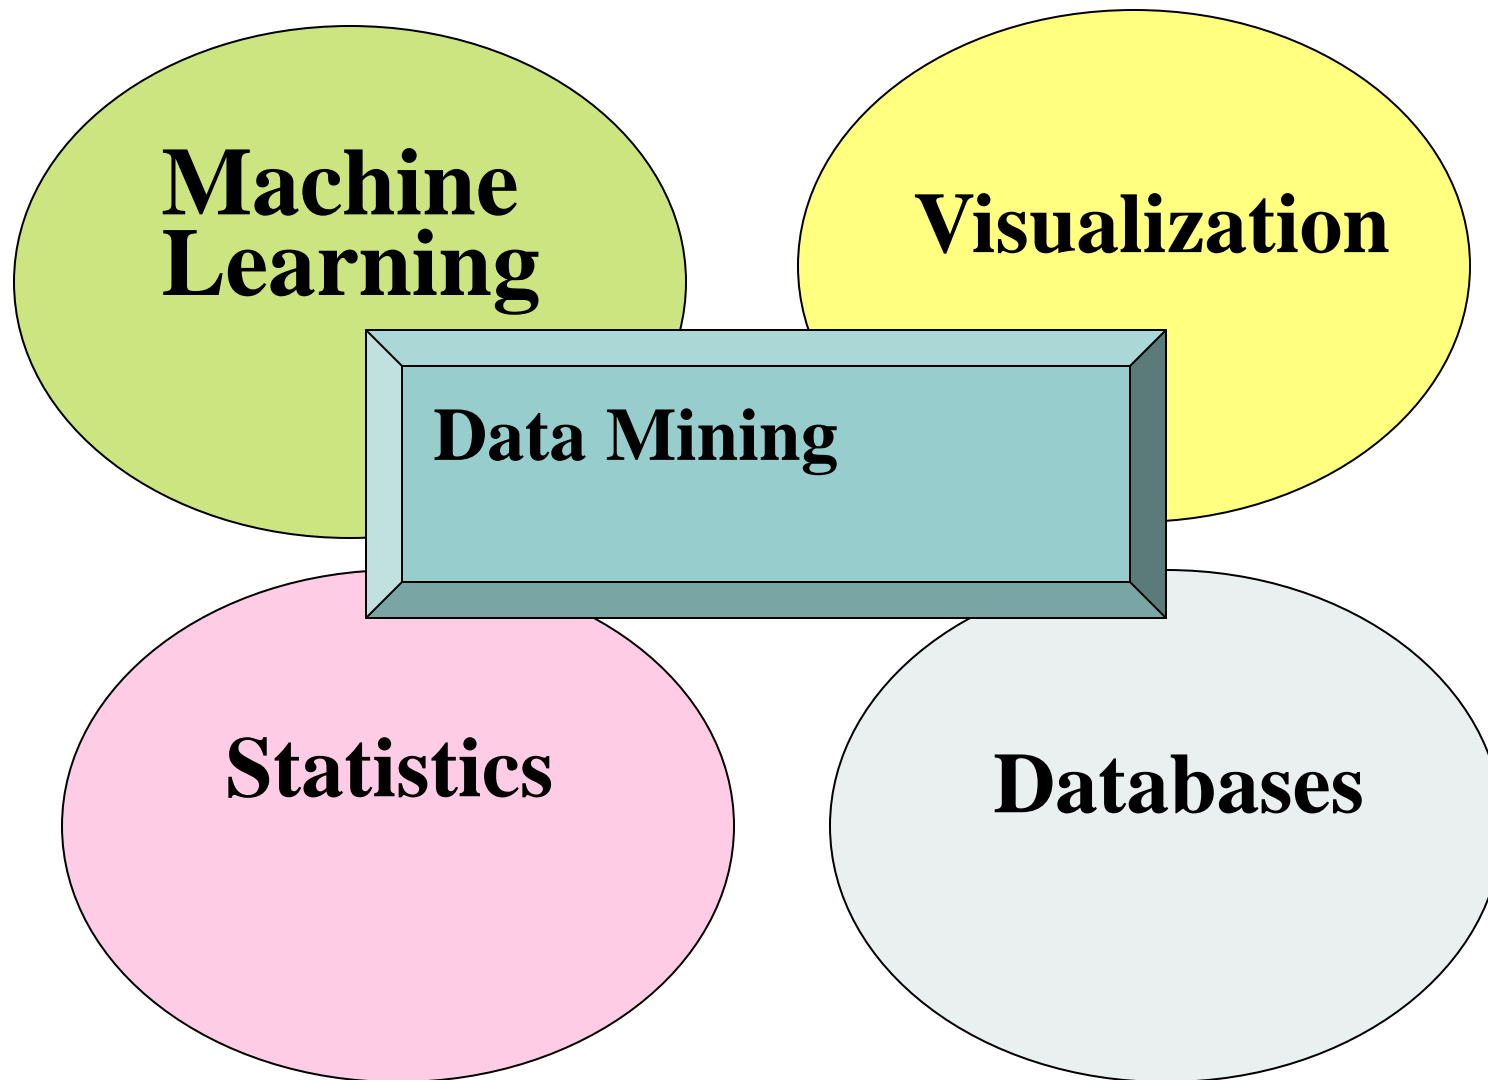 Machine
Learning
Visualization
Data Mining
Statistics
Databases